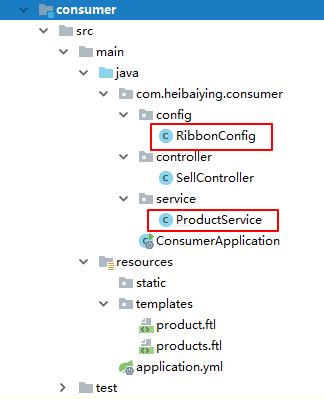 consumer
src
main
java
com.heibaiying.consumer
config
RibbonConfig
controller
SellController
service
ProductService
ConsumerApplication
resources
static
templates
product.ftl
products.ftl
application.yml
test